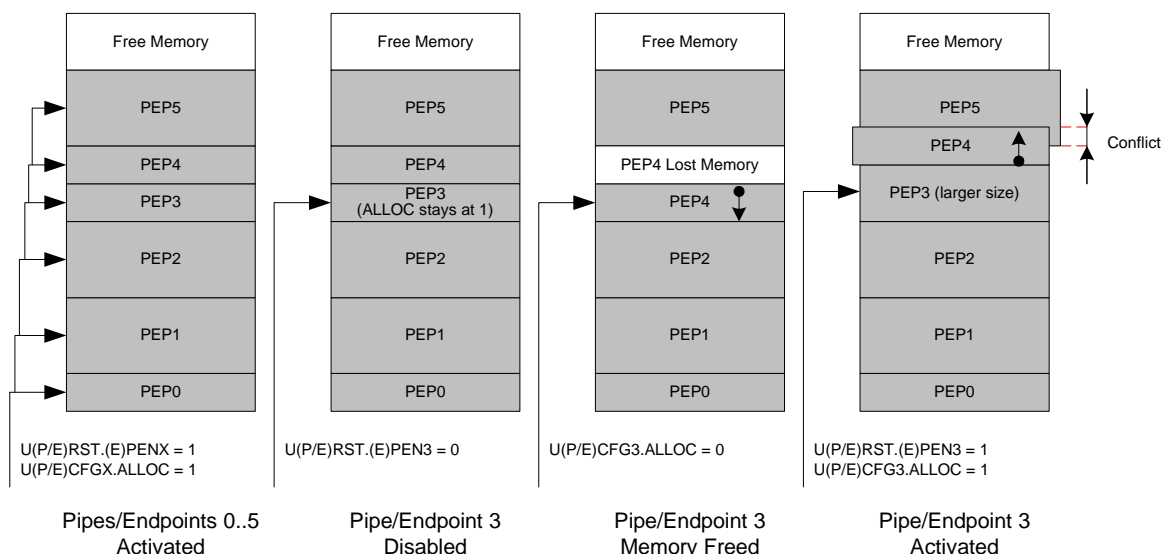 Free Memory
PEP5
PEP4
PEP3
PEP2
PEP1
PEP0
U(P/E)RST.(E)PENX = 1
U(P/E)CFGX.ALLOC = 1
Pipes/Endpoints 0..5
Activated
Free Memory
PEP5
PEP4
PEP3
(ALLOC stays at 1)
PEP2
PEP1
PEP0
U(P/E)RST.(E)PEN3 = 0
Pipe/Endpoint 3
Disabled
Free Memory
PEP5
PEP4 Lost Memory
PEP4
PEP2
PEP1
PEP0
U(P/E)CFG3.ALLOC = 0
Pipe/Endpoint 3
Memory Freed
Free Memory
PEP5
PEP4
Conflict
PEP3 (larger size)
PEP2
PEP1
PEP0
U(P/E)RST.(E)PEN3 = 1
U(P/E)CFG3.ALLOC = 1
Pipe/Endpoint 3
Activated